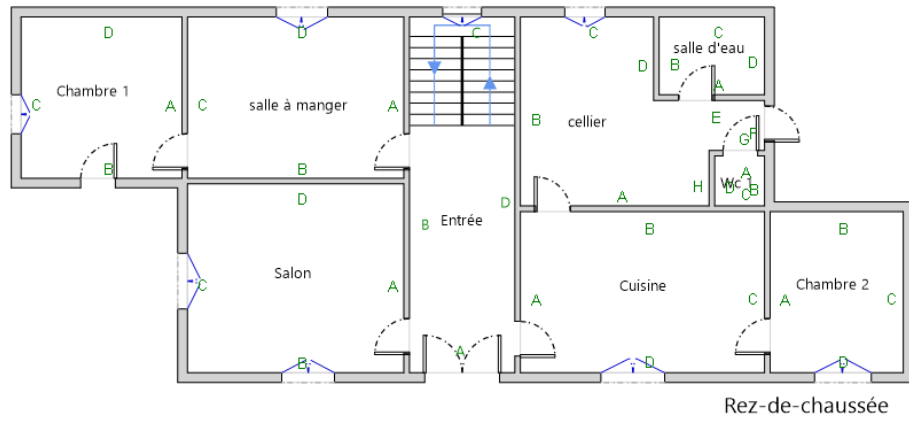 D
D
C
C
C
salle d'eau
B
D
A
Chambre 1
C
A
C
salle à manger
A
B
cellier
E
F
G
B
B
D
A
H
Wc 1
A
D
B
C
D
B
Entrée
B
B
Salon
C
A
A
Cuisine
C
A
Chambre 2
C
B
A
D
D
Rez-de-chaussée